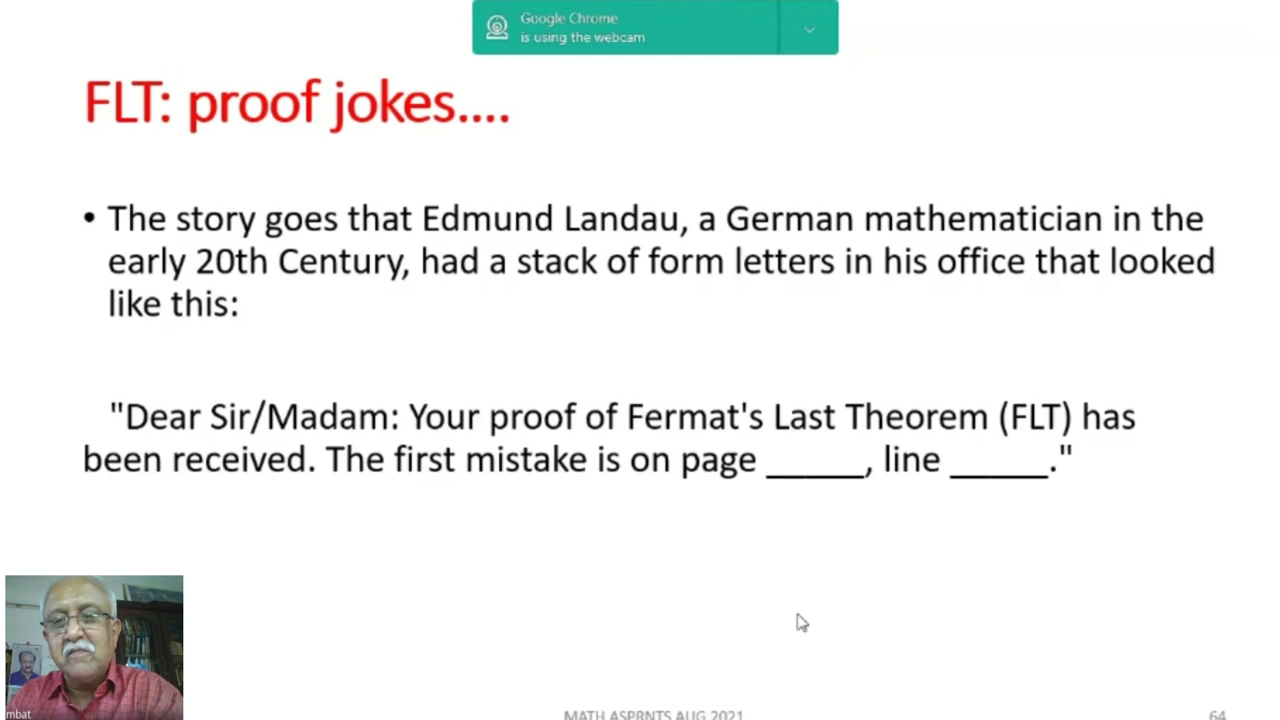 Google Chrome
is using the webcam
FLT: proof jokes....
• The story goes that Edmund Landau, a German mathematician in the
early 20th Century, had a stack of form letters in his office that looked
like this:
"Dear Sir/Madam: Your proof of Fermat's Last Theorem (FLT) has
been received. The first mistake is on page _____, line _____."
mbat
MATH ASPRNTS AUG 2021
64